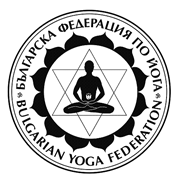 БЪЛГАРСКА ФЕДЕРАЦИЯ ПО ЙОГА
BULGARIAN YOGA FEDERATION